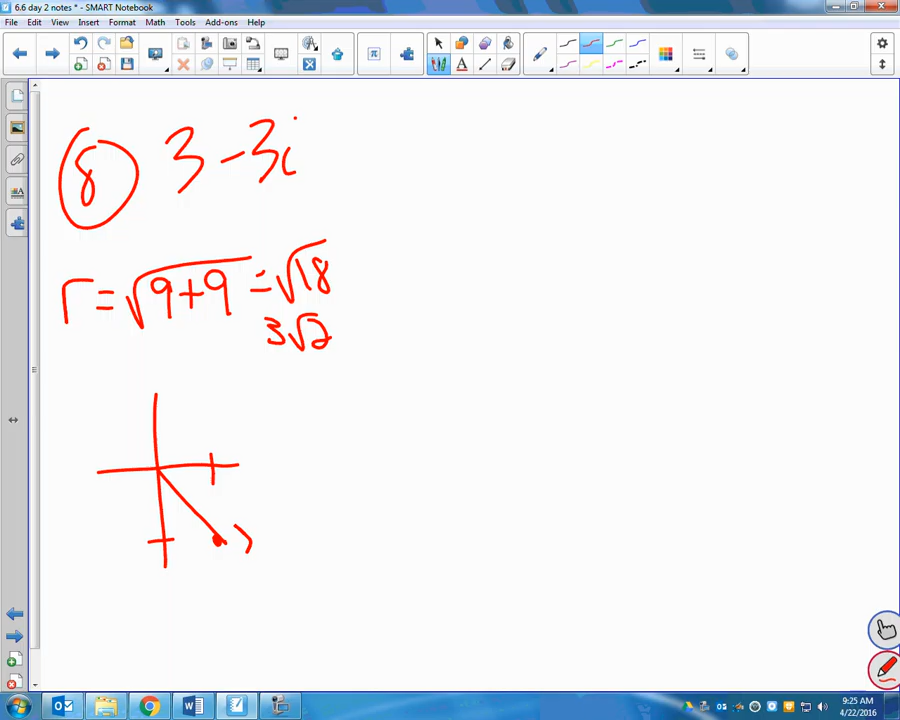 6.6 day 2 notes * - SMART Notebook
File Edit View Insert Format Math Tools Add-ons Help
8 3 - 3i
r = √9+9 = √18
3√2
9:25 AM
4/22/2016